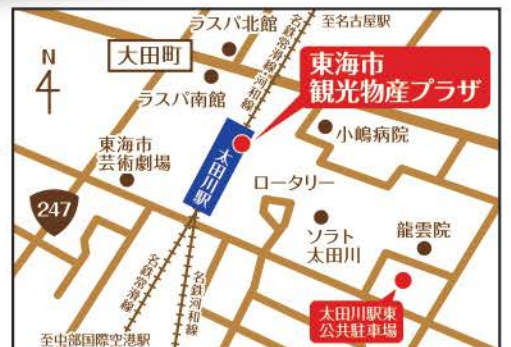 ラスパ北館
至名古屋駅
N
大田町
名鉄常滑線・河和線
東海市
観光物産プラザ
ラスパ南館
小嶋病院
東海市
芸術劇場
太田川駅
ロータリー
247
ソラト
太田川
龍雲院
名鉄常滑線
名鉄河和線
太田川駅東
公共駐車場
至中部国際空港駅